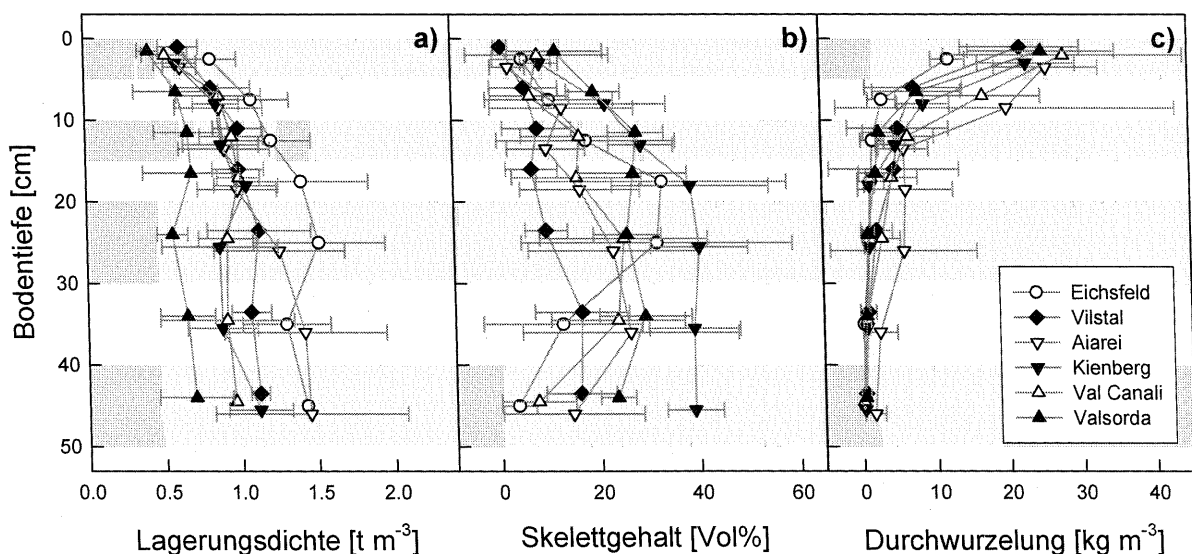 a)
b)
c)
Bodentiefe [cm]
0
10
20
30
40
50
0.0
0.5
1.0
1.5
2.0
0
20
40
60
0
10
20
30
40
Lagerungsdichte [t m⁻³]
Skelettgehalt [Vol%]
Durchwurzelung [kg m⁻³]
Eichsfeld
Vilstal
Aiarei
Kienberg
Val Canali
Valsorda